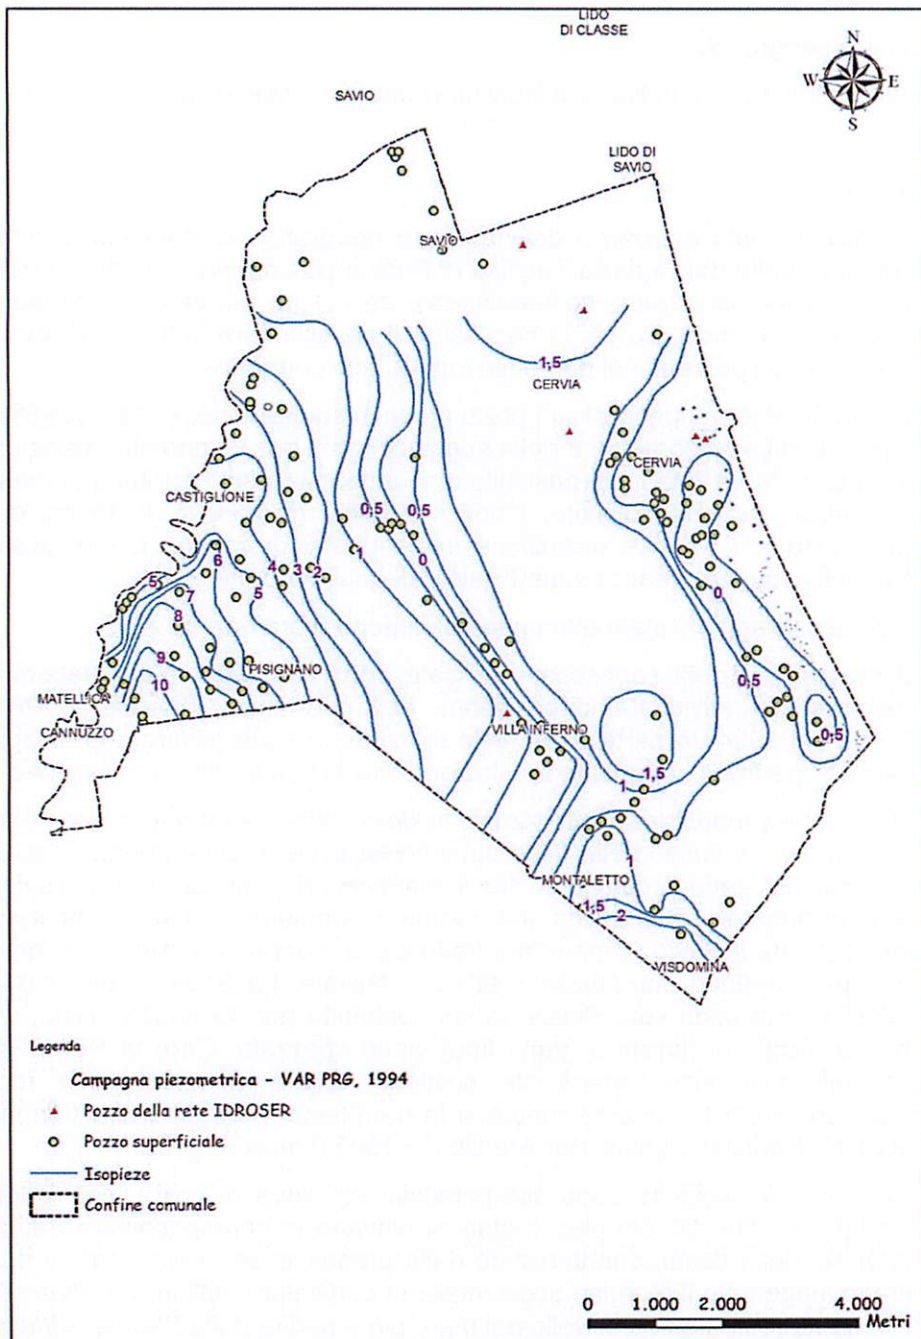 LIDO
DI CLASSE
N
W E
S
SAVIO
LIDO DI
SAVIO
SAVIO
1,5
CERVIA
CERVIA
CASTIGLIONE
0,5 0,5
0
1
6
4 3 2
5
5
7
8
9
10
PISIGNANO
MATELLICA
CANNUZZO
0
0,5
0,5
VILLAINFERNO
1 1,5
1
MONTALETTO
1,5 2
VISDOMINA
Legenda
Campagna piezometrica - VAR PRG, 1994
Pozzo della rete IDROSER
Pozzo superficiale
Isopieze
Confine comunale
0 1.000 2.000 4.000
Metri